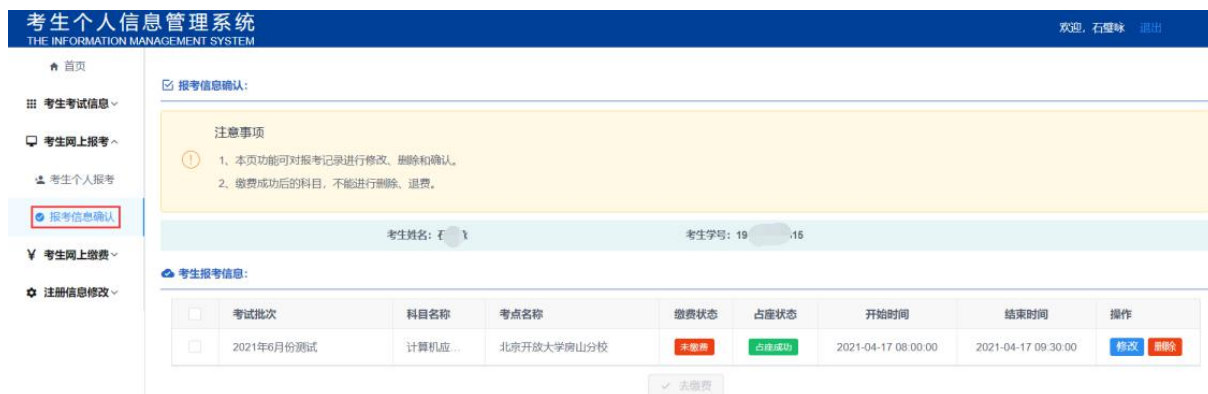 考生个人信息管理系统
THE INFORMATION MANAGEMENT SYSTEM
欢迎, 石璧咏 退出
首页
考生考试信息
考生网上报考
考生个人报考
报考信息确认
考生网上缴费
注册信息修改
报考信息确认:
注意事项
1、本页功能可对报考记录进行修改、删除和确认。
2、缴费成功后的科目,不能进行删除、退费。
考生姓名: 考生学号: 19 15
考生报考信息:
考试批次 科目名称 考点名称 缴费状态 占座状态 开始时间 结束时间 操作
2021年6月份测试 计算机应... 北京开放大学房山分校 未缴费 占座成功 2021-04-17 08:00:00 2021-04-17 09:30:00 修改 删除
去缴费